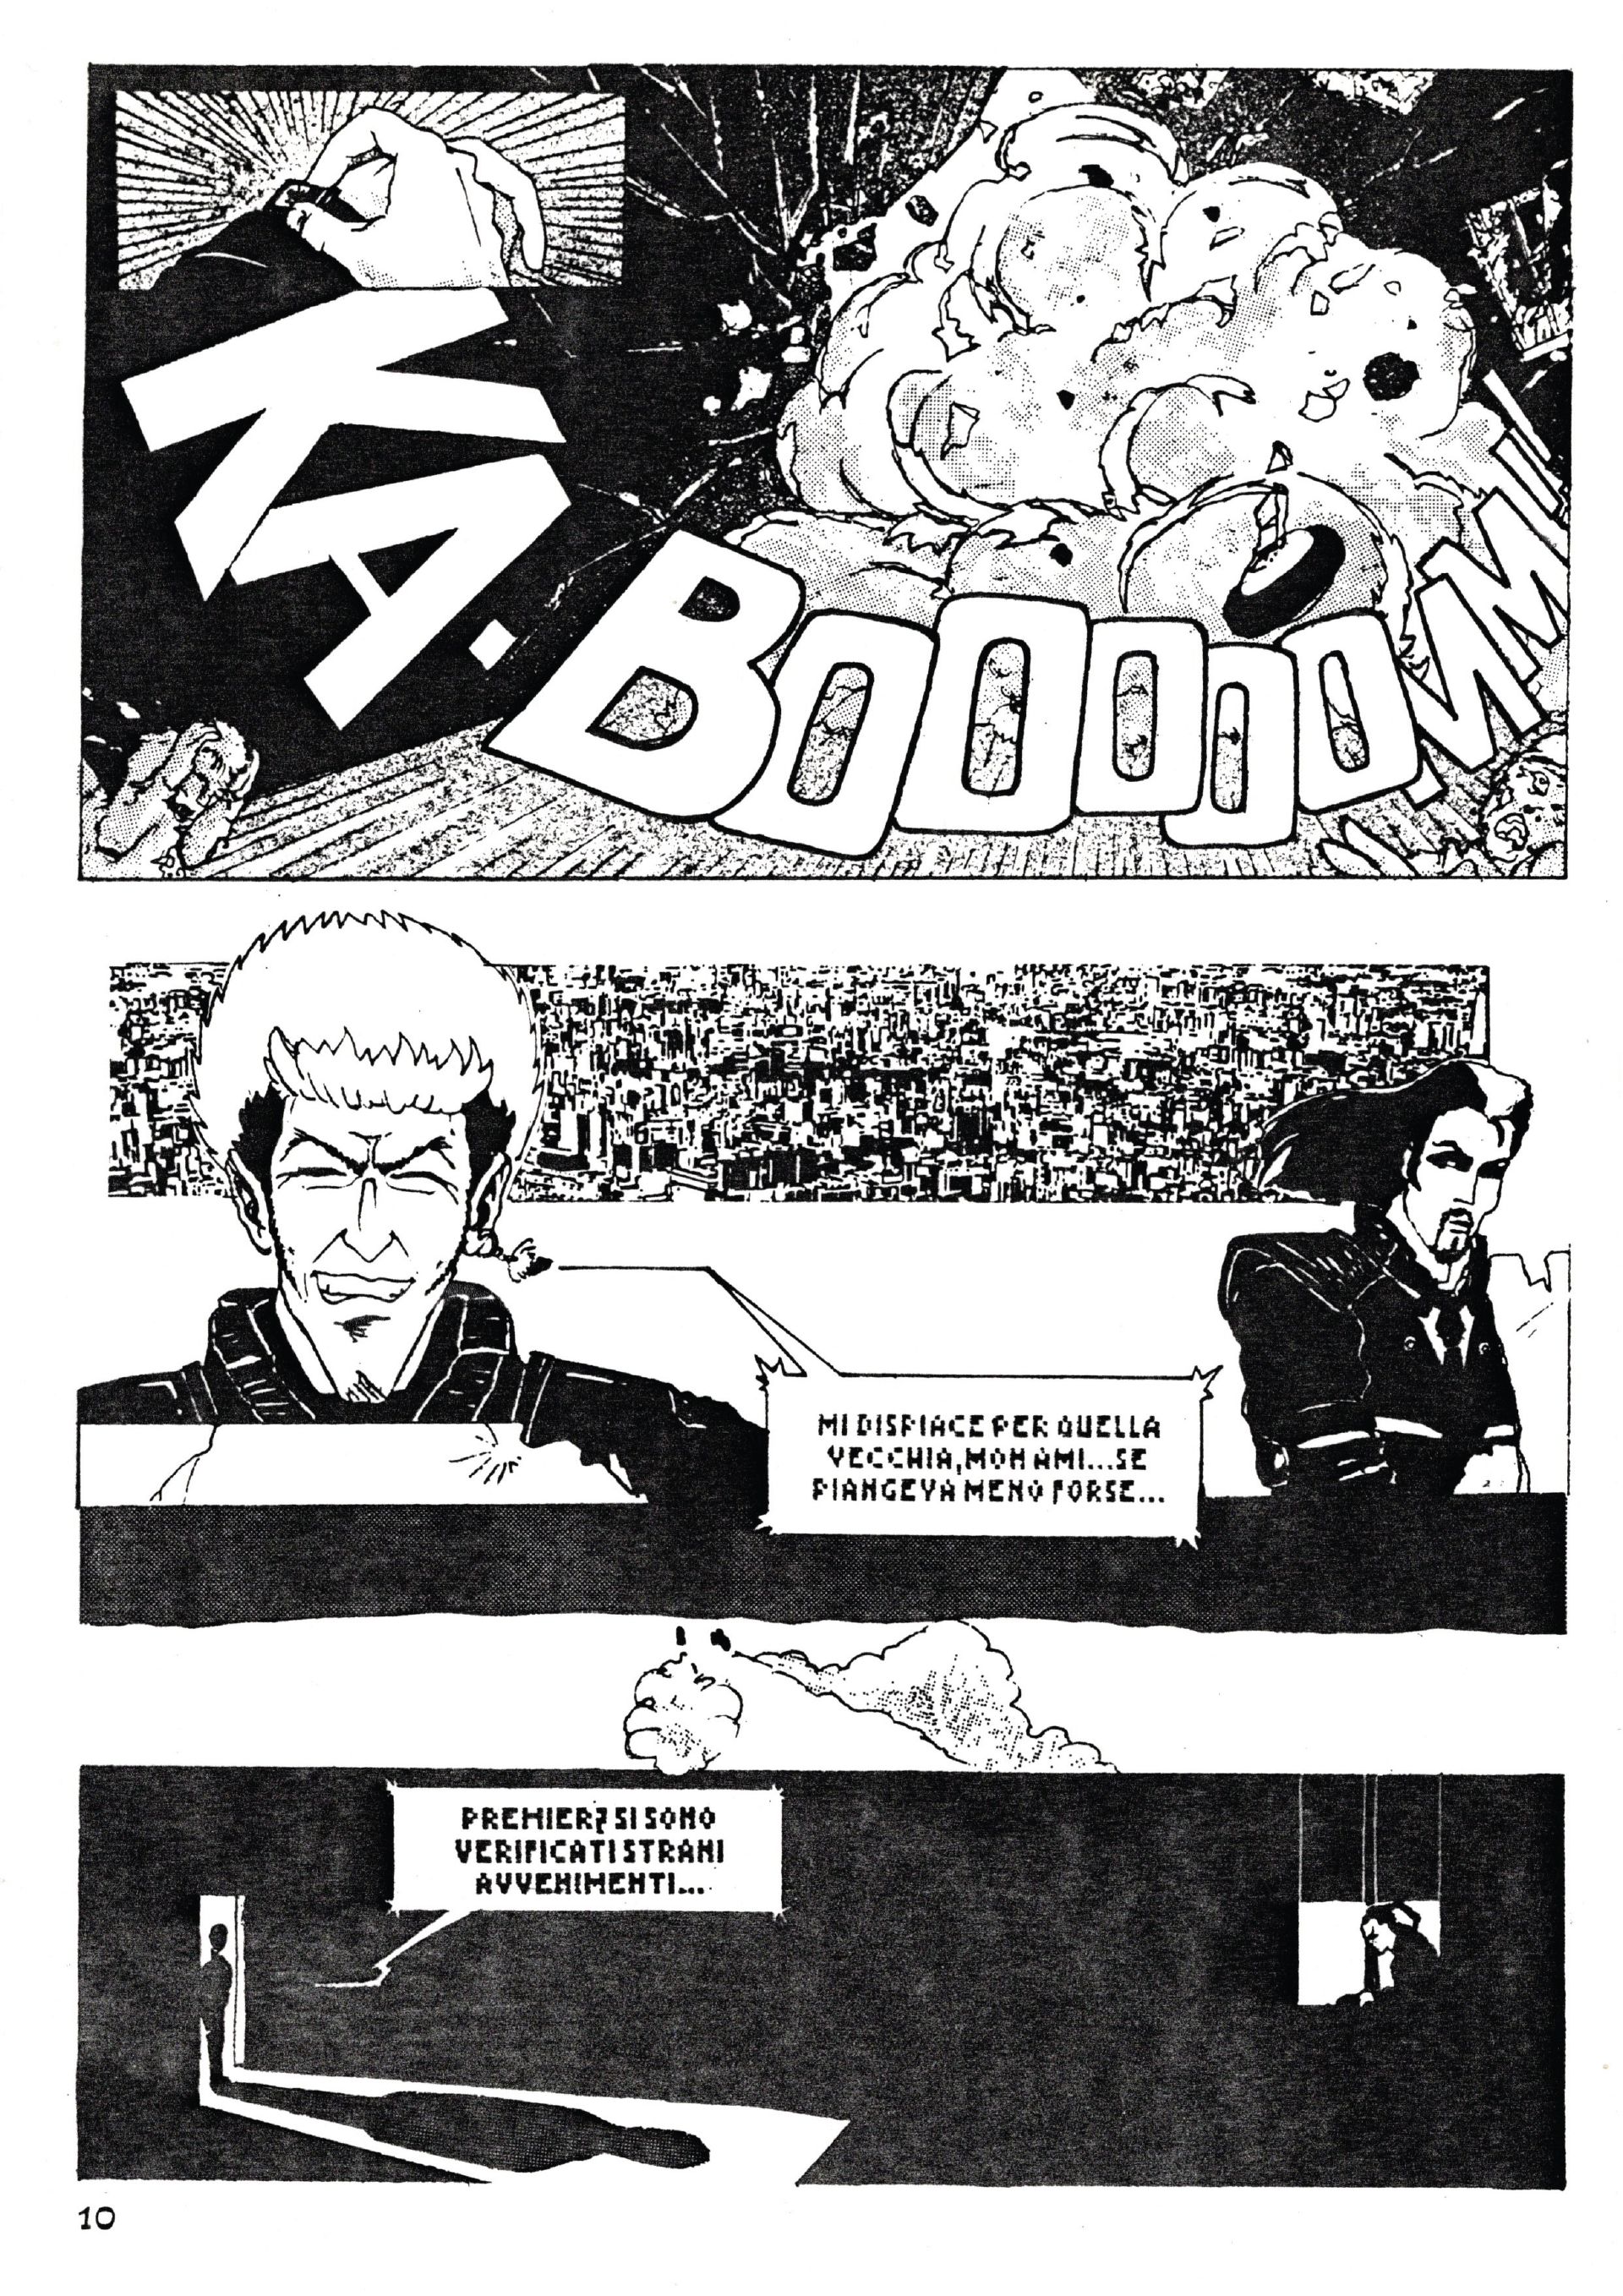 KA.
BOOOOOMM!!
MI DISPIACE PER QUELLA
VECCHIA, MON AMI...SE
PIANGEVA MENO FORSE...
PREMIER? SI SONO
VERIFICATI STRANI
AVVENIMENTI...
10